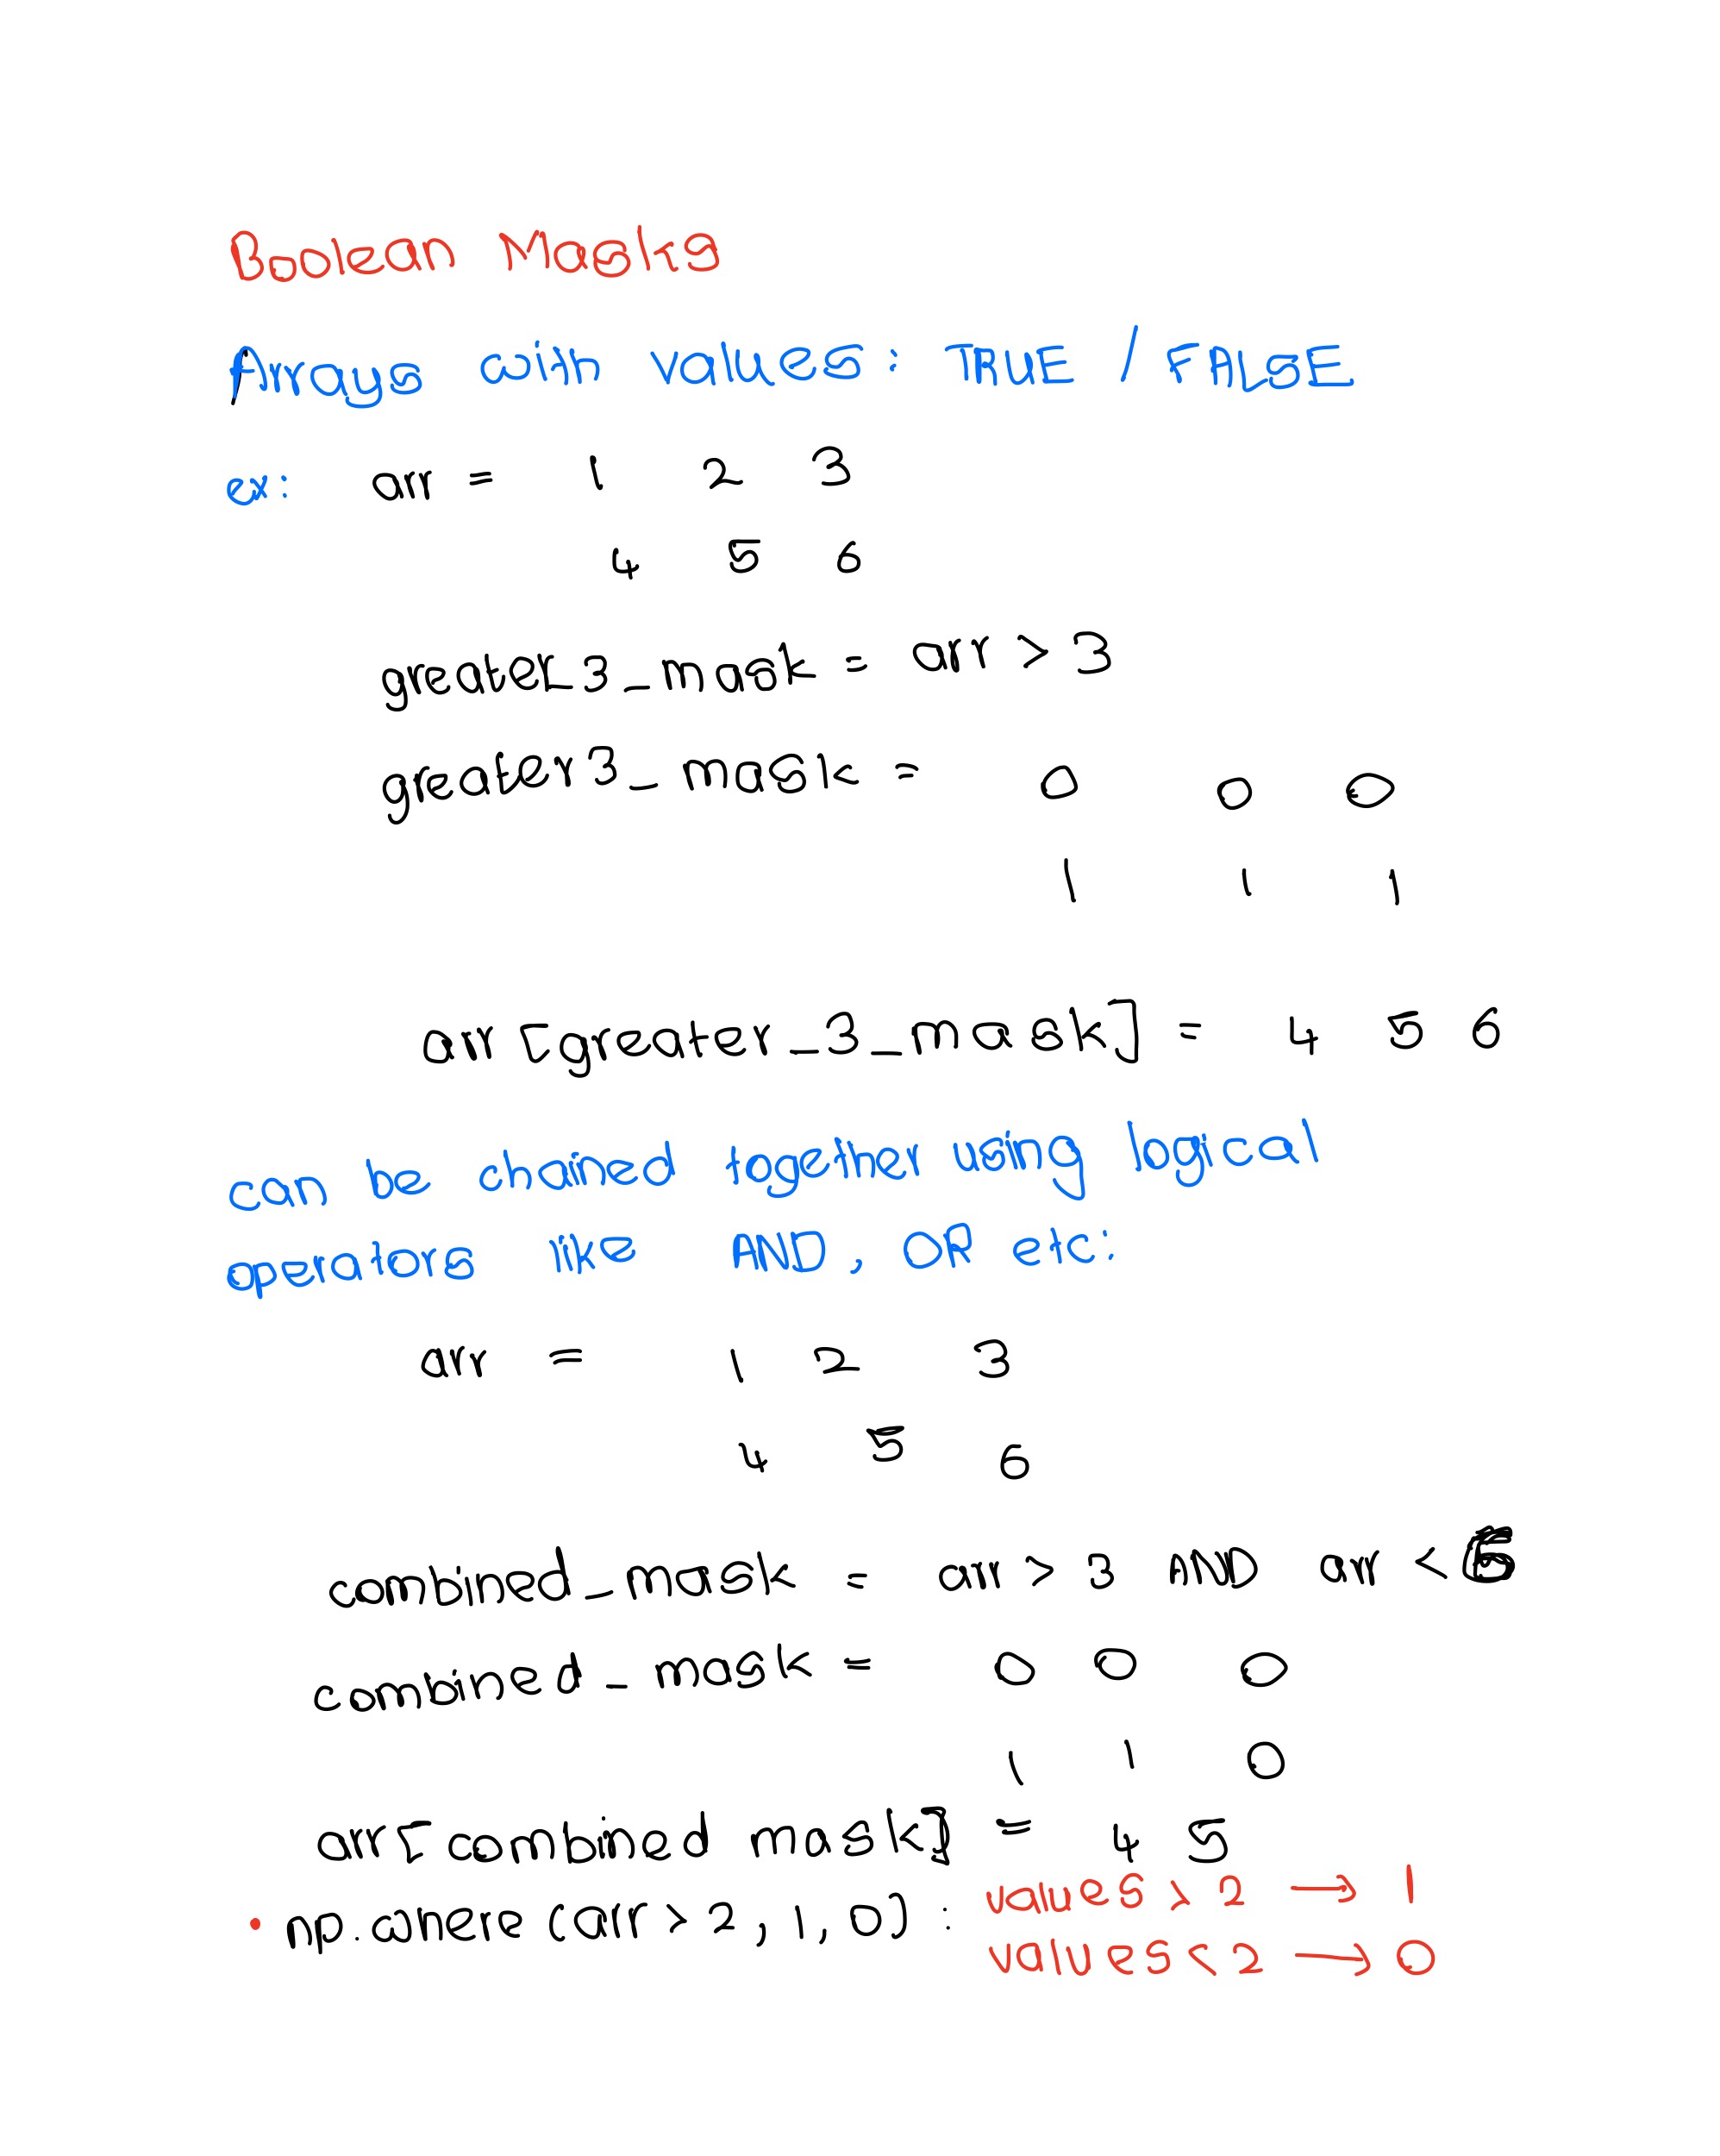 Boolean Masks
Arrays with values: TRUE / FALSE
ex: arr = 1 2 3
4 5 6
greater_3_mask = arr > 3
greater3_mask = 0 0 0
1 1 1
arr [greater_3_mask] = 4 5 6
can be chained together using logical
operators like AND, OR etc:
arr = 1 2 3
4 5 6
combined_mask = arr > 3 AND arr <
combined_mask = 0 0 0
1 1 0
arr[combined mask] = 4 5
• np.where(arr > 2, 1, 0) : values > 2 → 1
values < 2 → 0